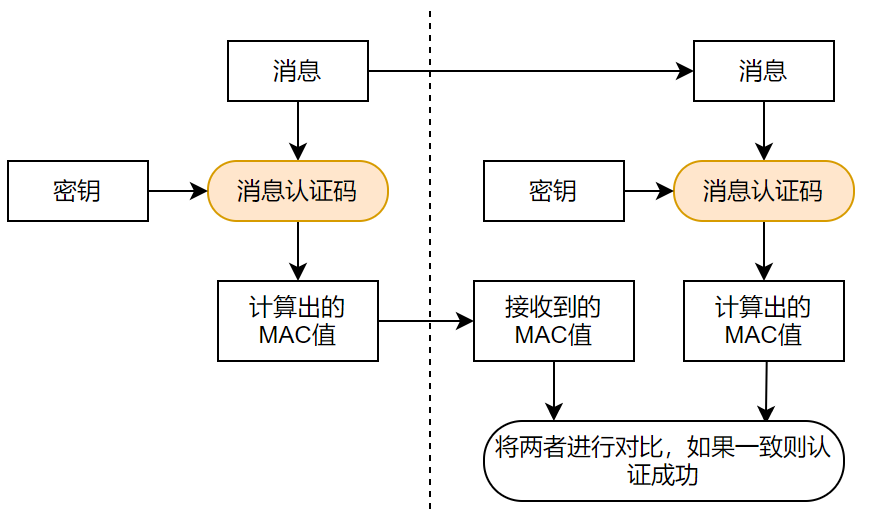 消息
消息
密钥
消息认证码
密钥
消息认证码
计算出的
MAC值
接收到的
MAC值
计算出的
MAC值
将两者进行对比，如果一致则认
证成功